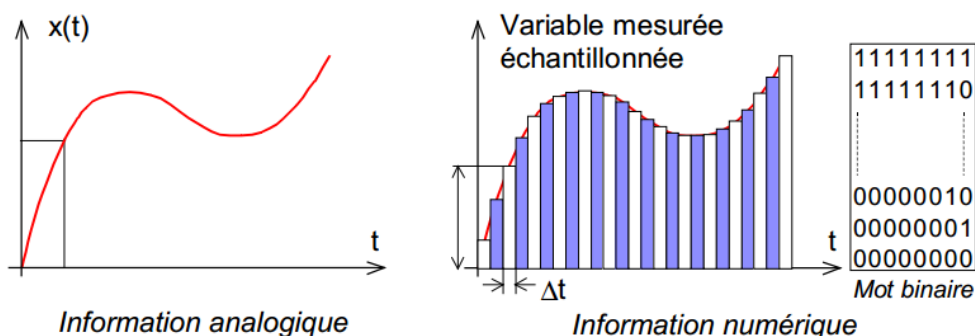 x(t)
t
Information analogique
Variable mesurée
échantillonnée
t
Δt
Information numérique
11111111
11111110
00000010
00000001
00000000
Mot binaire